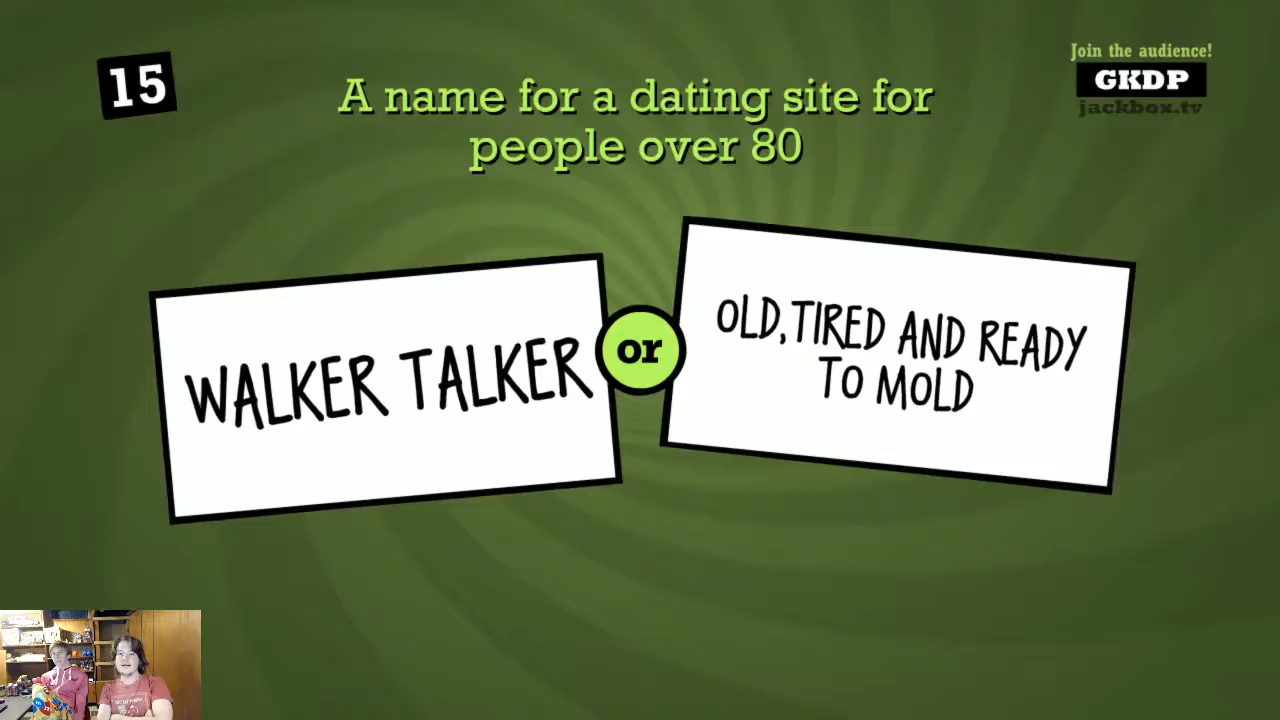 15
A name for a dating site for
people over 80
Join the audience!
GKDP
jackbox.tv
WALKER TALKER
or
OLD,TIRED AND READY
TO MOLD